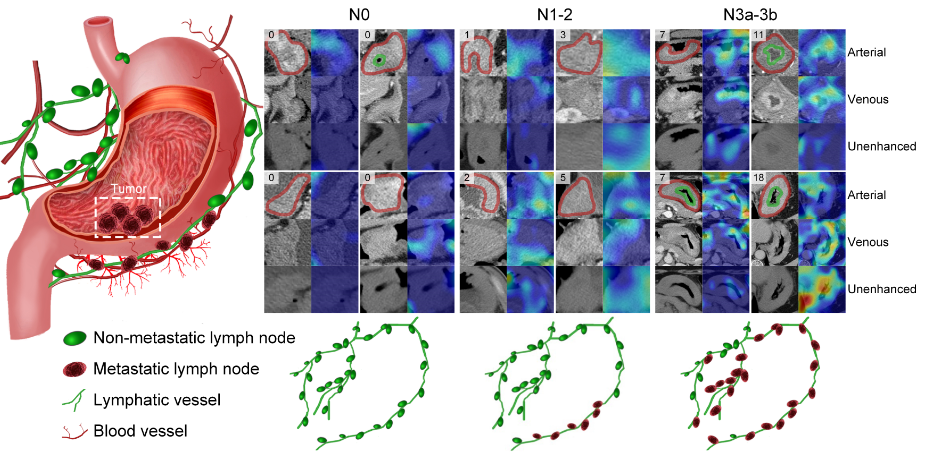 N0 N1-2 N3a-3b
0 0 1 3 7 11 Arterial
Venous
Unenhanced
0 0 2 5 7 18 Arterial
Venous
Unenhanced
Tumor
Non-metastatic lymph node
Metastatic lymph node
Lymphatic vessel
Blood vessel